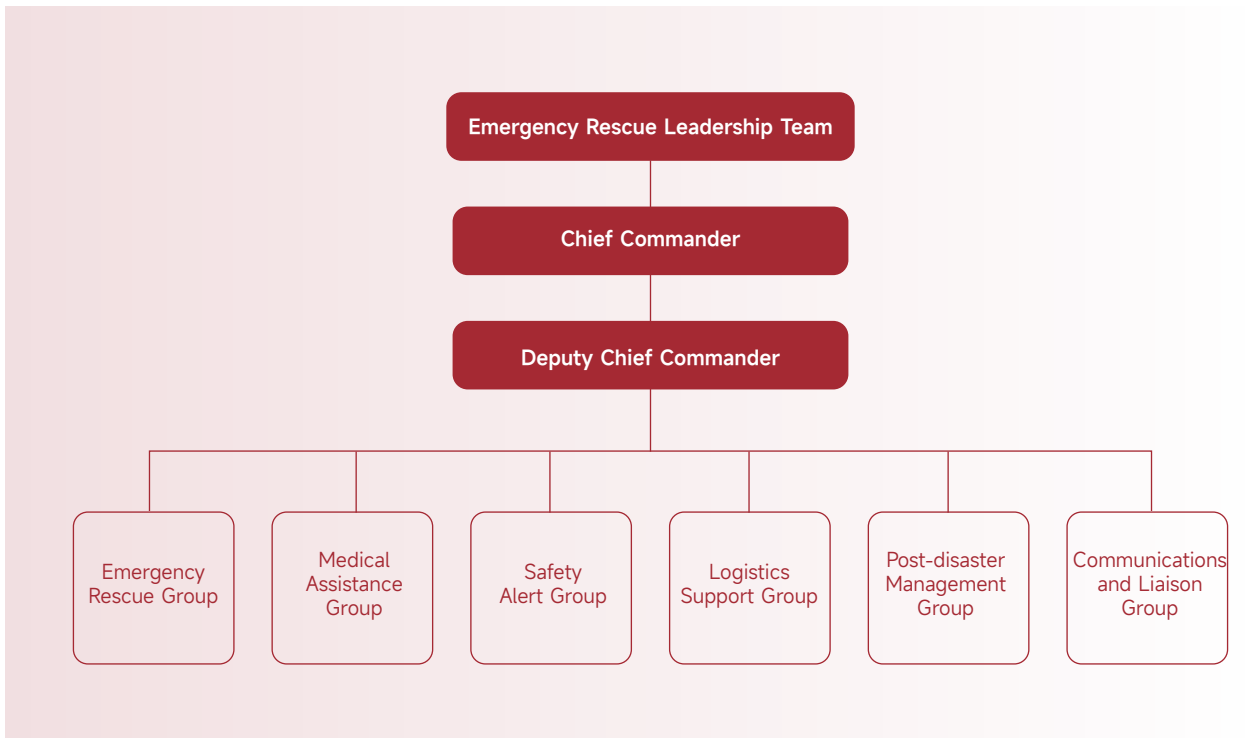 Emergency Rescue Leadership Team
Chief Commander
Deputy Chief Commander
Emergency
Rescue Group
Medical
Assistance
Group
Safety
Alert Group
Logistics
Support Group
Post-disaster
Management
Group
Communications
and Liaison
Group